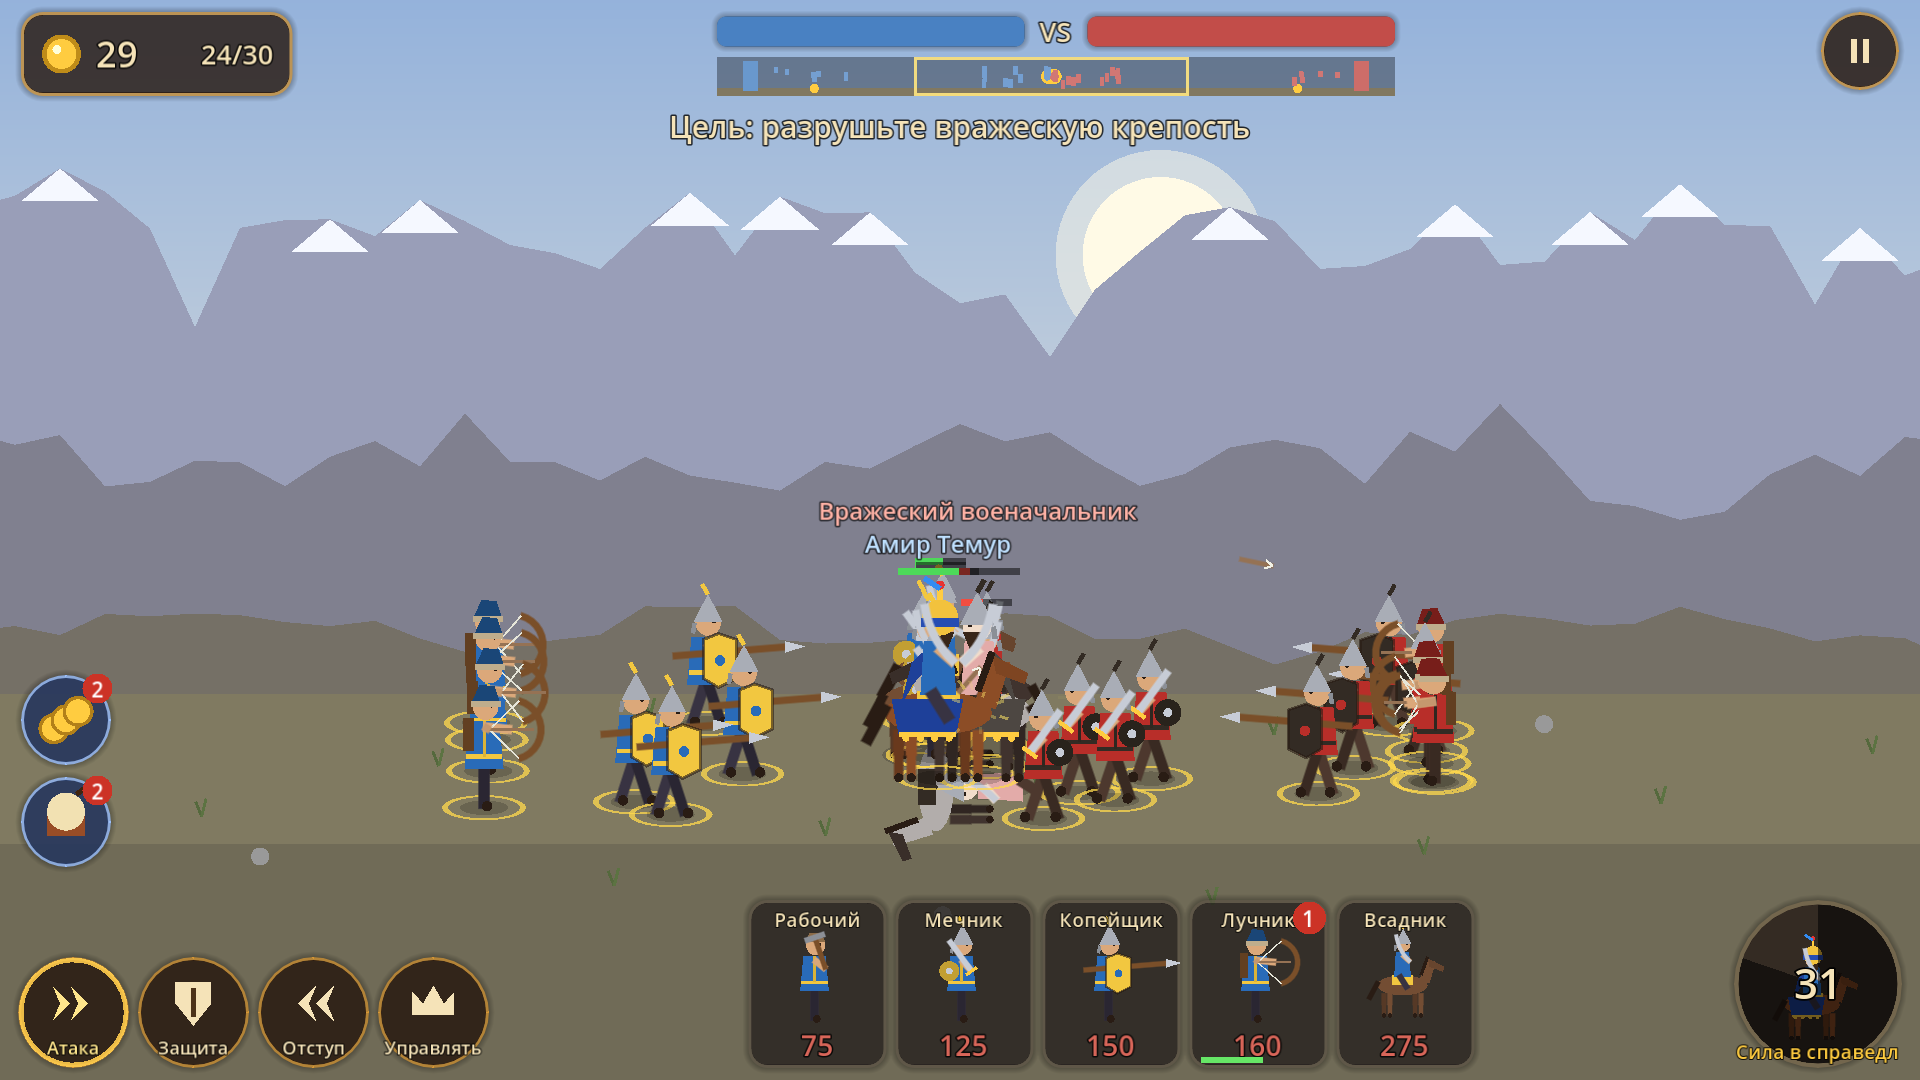 29 24/30
VS
Цель: разрушьте вражескую крепость
Вражеский военачальник
Амир Темур
2
2
Рабочий Мечник Копейщик Лучник 1 Всадник
31
Атака Защита Отступ Управлять
75 125 150 160 275
Сила в справедл